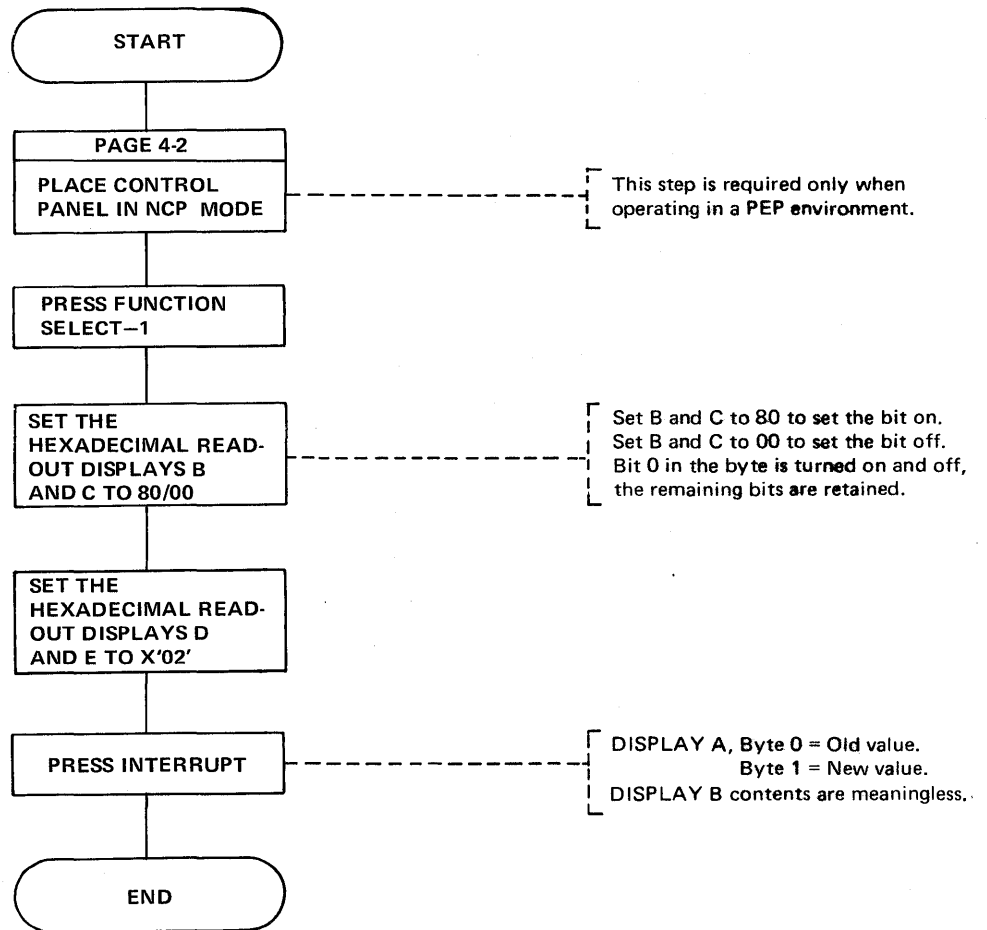 START
PAGE 4-2
PLACE CONTROL
PANEL IN NCP MODE
This step is required only when
operating in a PEP environment.
PRESS FUNCTION
SELECT—1
SET THE
HEXADECIMAL READ-
OUT DISPLAYS B
AND C TO 80/00
Set B and C to 80 to set the bit on.
Set B and C to 00 to set the bit off.
Bit 0 in the byte is turned on and off,
the remaining bits are retained.
SET THE
HEXADECIMAL READ-
OUT DISPLAYS D
AND E TO X'02'
PRESS INTERRUPT
DISPLAY A, Byte 0 = Old value.
Byte 1 = New value.
DISPLAY B contents are meaningless.
END